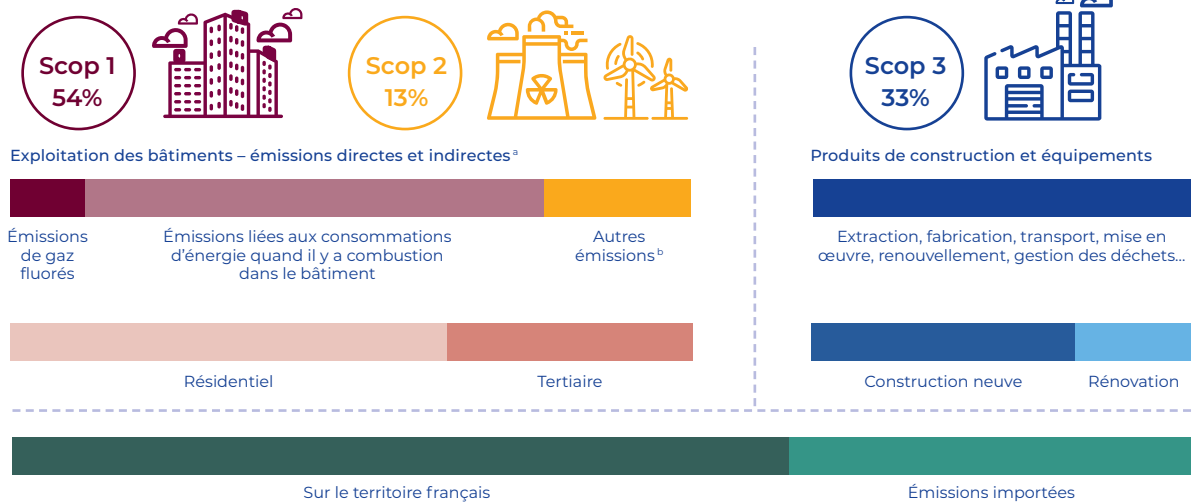 Scop 1
54%
Scop 2
13%
Scop 3
33%
Exploitation des bâtiments – émissions directes et indirectes ª
Produits de construction et équipements
Émissions
de gaz
fluorés
Émissions liées aux consommations
d’énergie quand il y a combustion
dans le bâtiment
Autres
émissions ᵇ
Extraction, fabrication, transport, mise en
œuvre, renouvellement, gestion des déchets...
Résidentiel
Tertiaire
Construction neuve
Rénovation
Sur le territoire français
Émissions importées